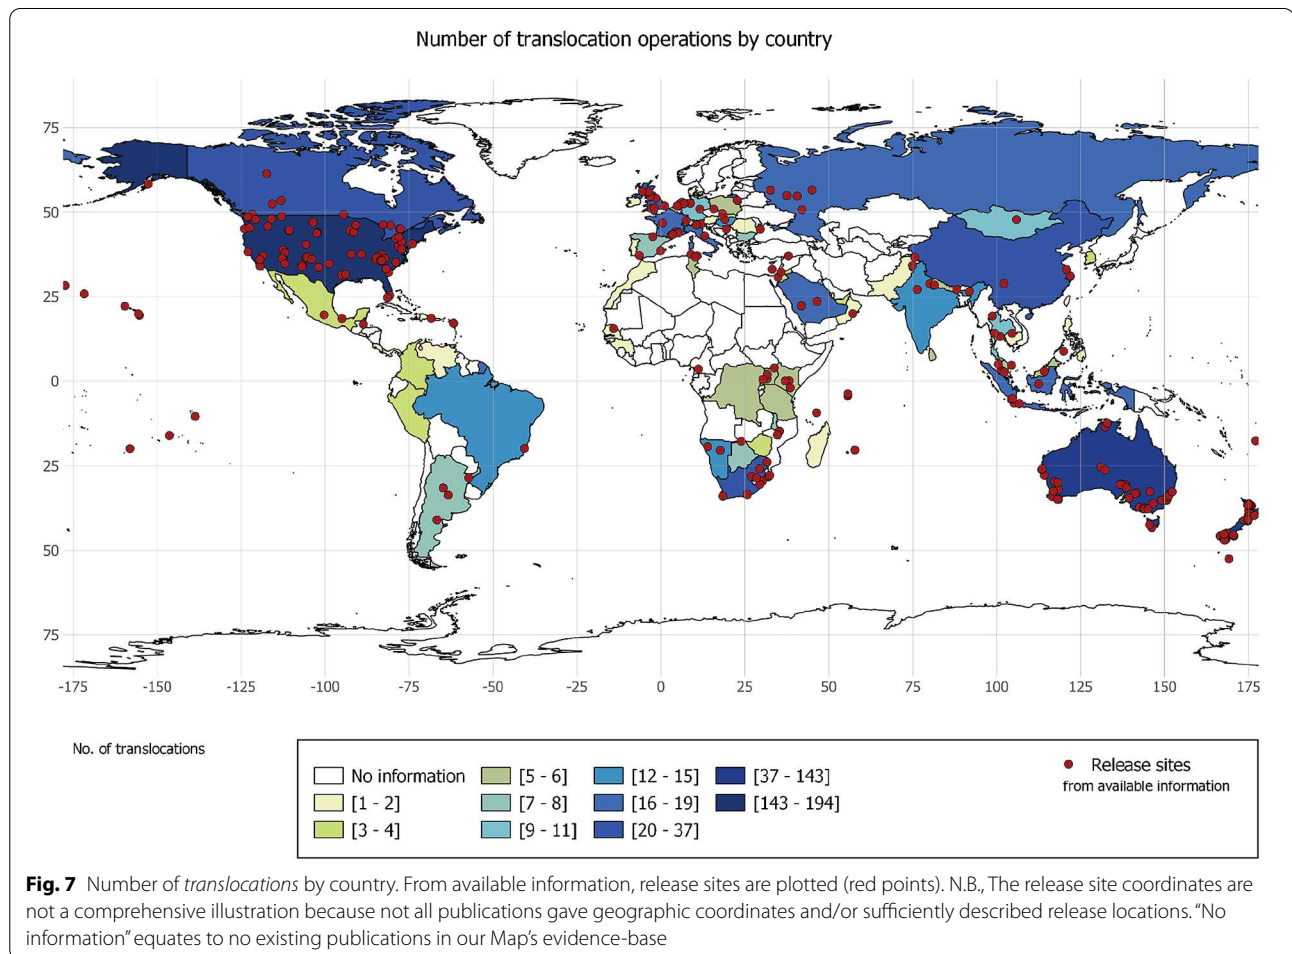 Number of translocation operations by country
75
50
25
0
25
50
75
-175 -150 -125 -100 -75 -50 -25 0 25 50 75 100 125 150 175
No. of translocations
No information [5 - 6] [12 - 15] [37 - 143] Release sites
[1 - 2] [7 - 8] [16 - 19] [143 - 194] from available information
[3 - 4] [9 - 11] [20 - 37]
Fig. 7 Number of translocations by country. From available information, release sites are plotted (red points). N.B., The release site coordinates are
not a comprehensive illustration because not all publications gave geographic coordinates and/or sufficiently described release locations. “No
information” equates to no existing publications in our Map’s evidence-base